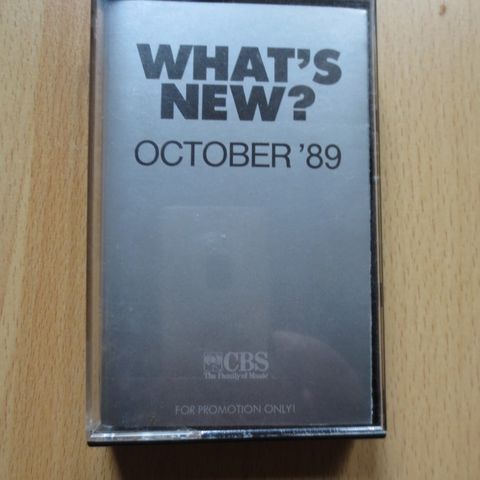 WHAT'S
NEW?
OCTOBER '89
CBS
The Family of Music
FOR PROMOTION ONLY!